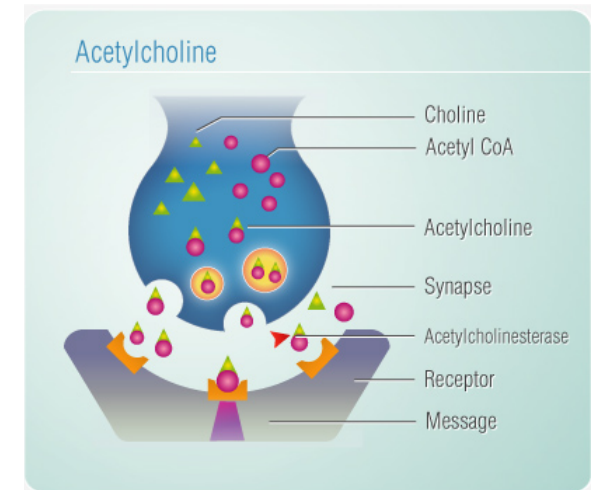 Acetylcholine
Choline
Acetyl CoA
Acetylcholine
Synapse
Acetylcholinesterase
Receptor
Message